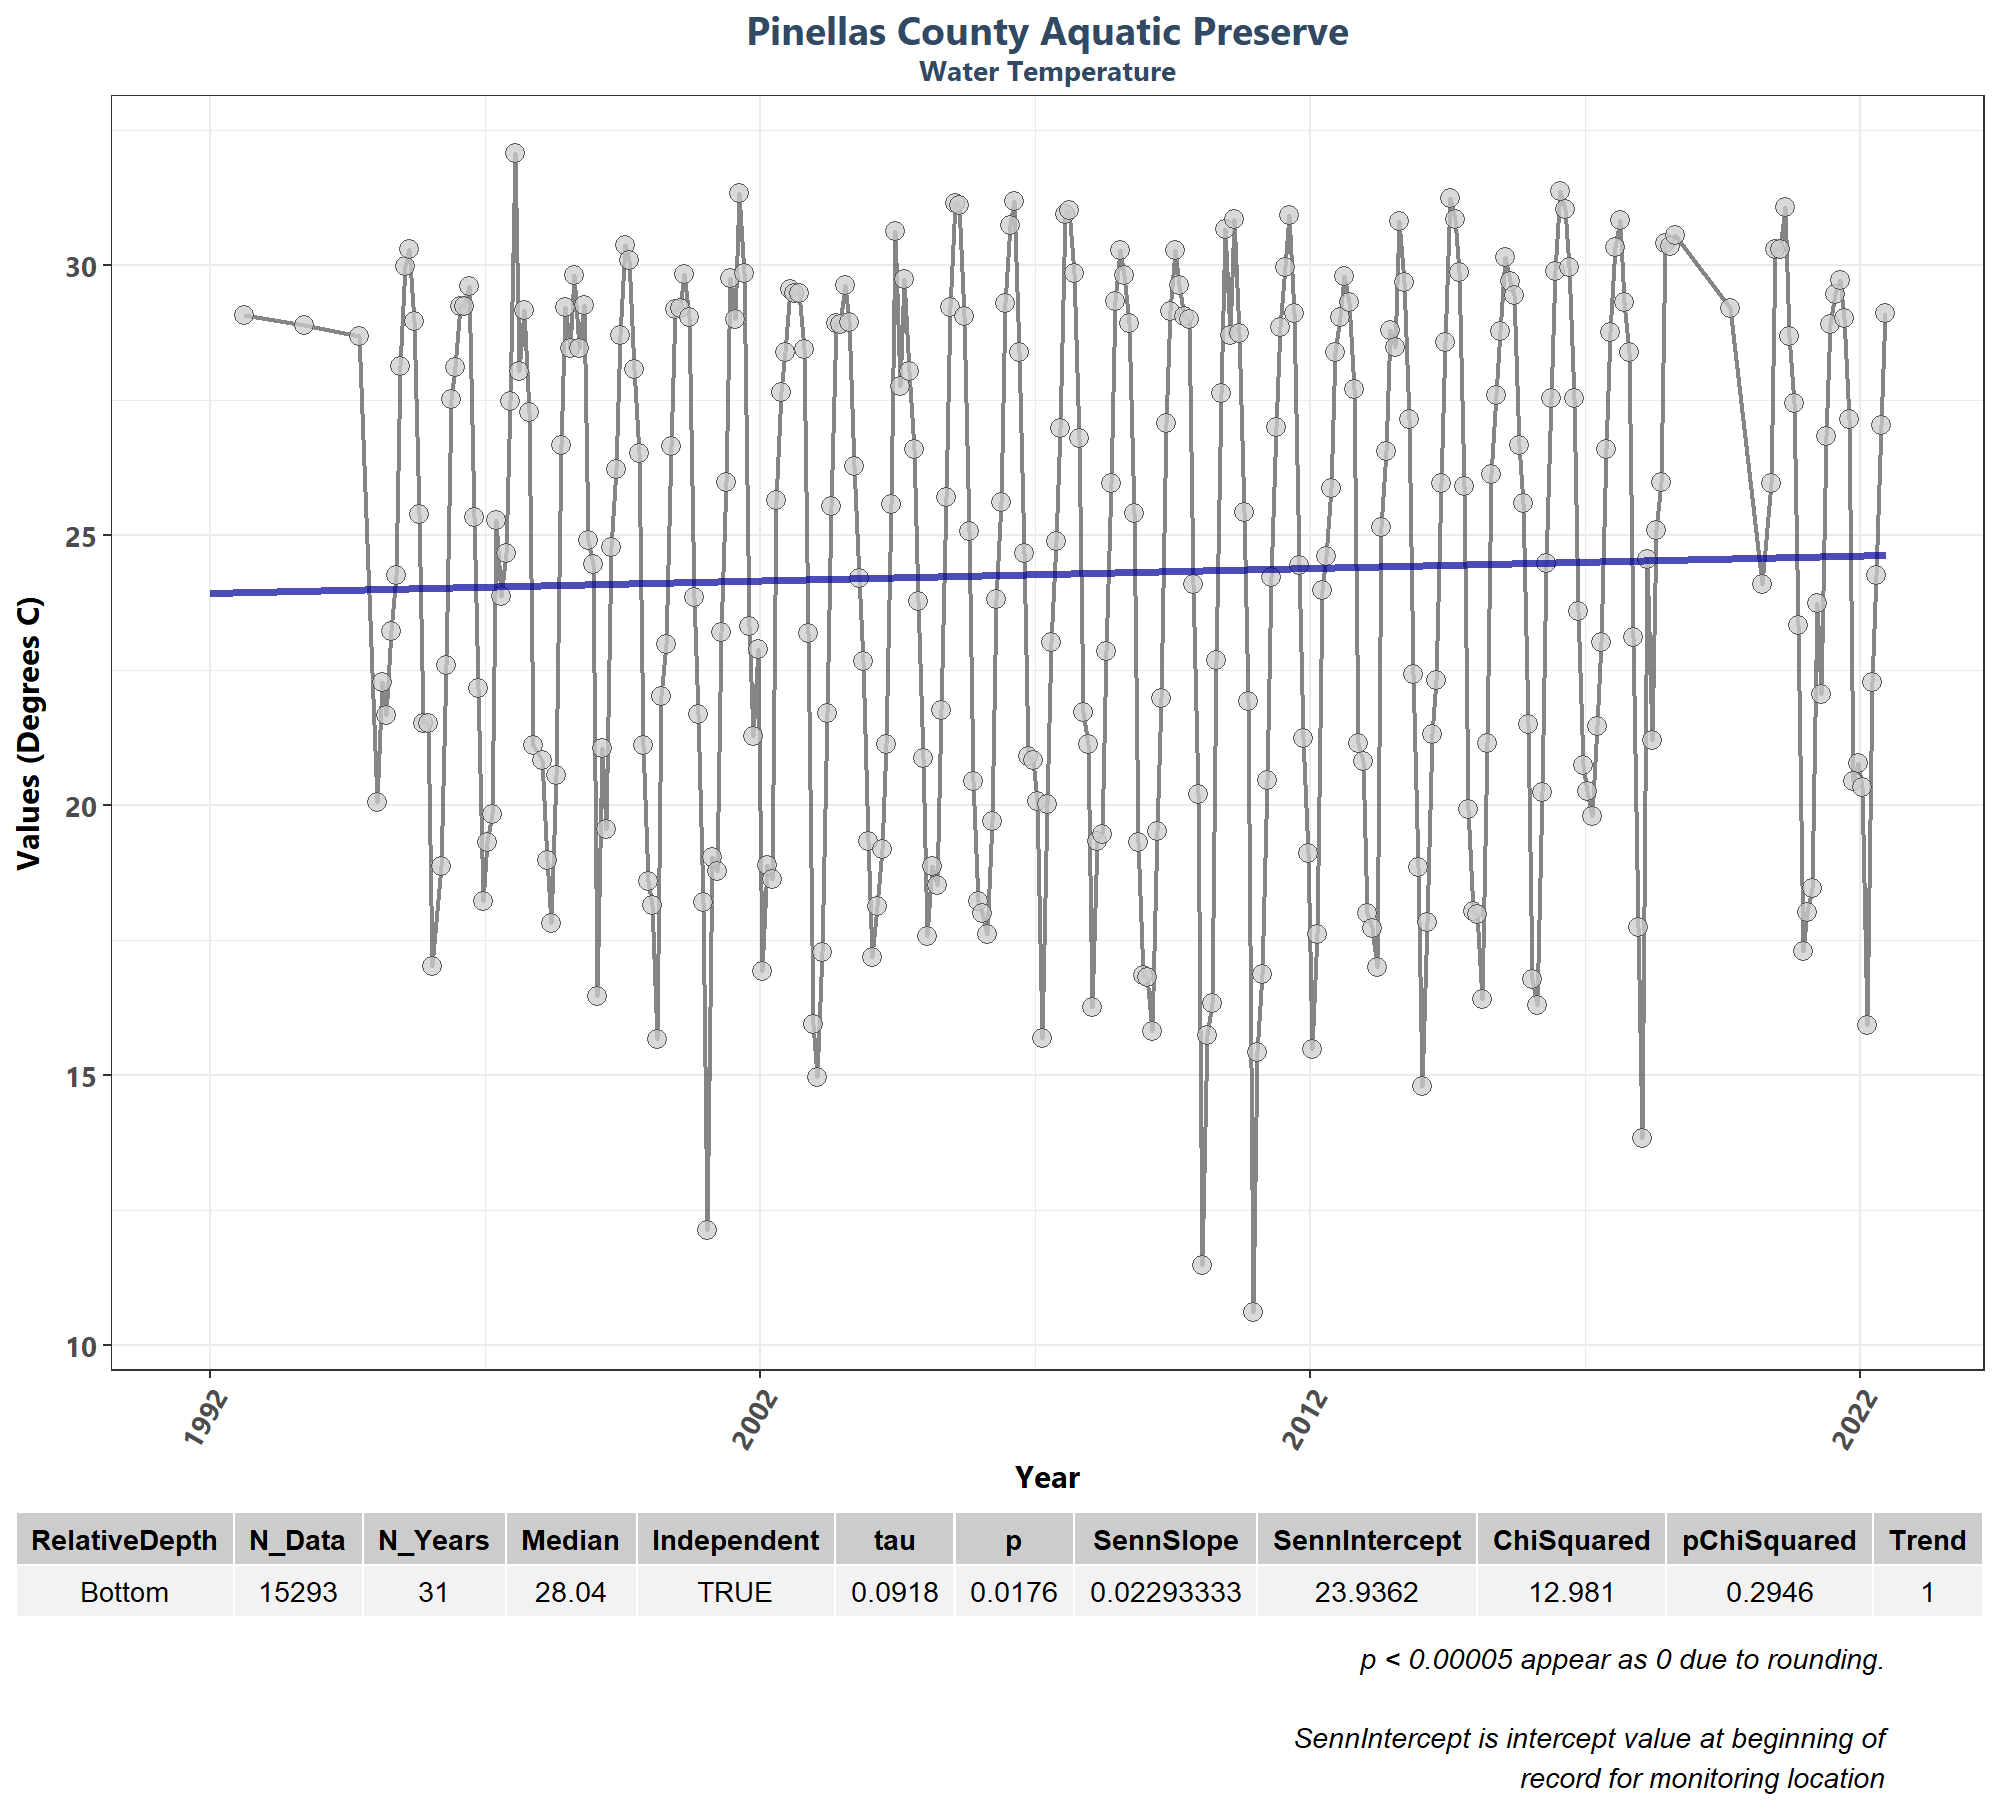 Pinellas County Aquatic Preserve
Water Temperature
Values (Degrees C)
30
25
20
15
10
1992
2002
2012
2022
Year
RelativeDepth N_Data N_Years Median Independent tau p SennSlope SennIntercept ChiSquared pChiSquared Trend
Bottom 15293 31 28.04 TRUE 0.0918 0.0176 0.02293333 23.9362 12.981 0.2946 1
p < 0.00005 appear as 0 due to rounding.
SennIntercept is intercept value at beginning of
record for monitoring location